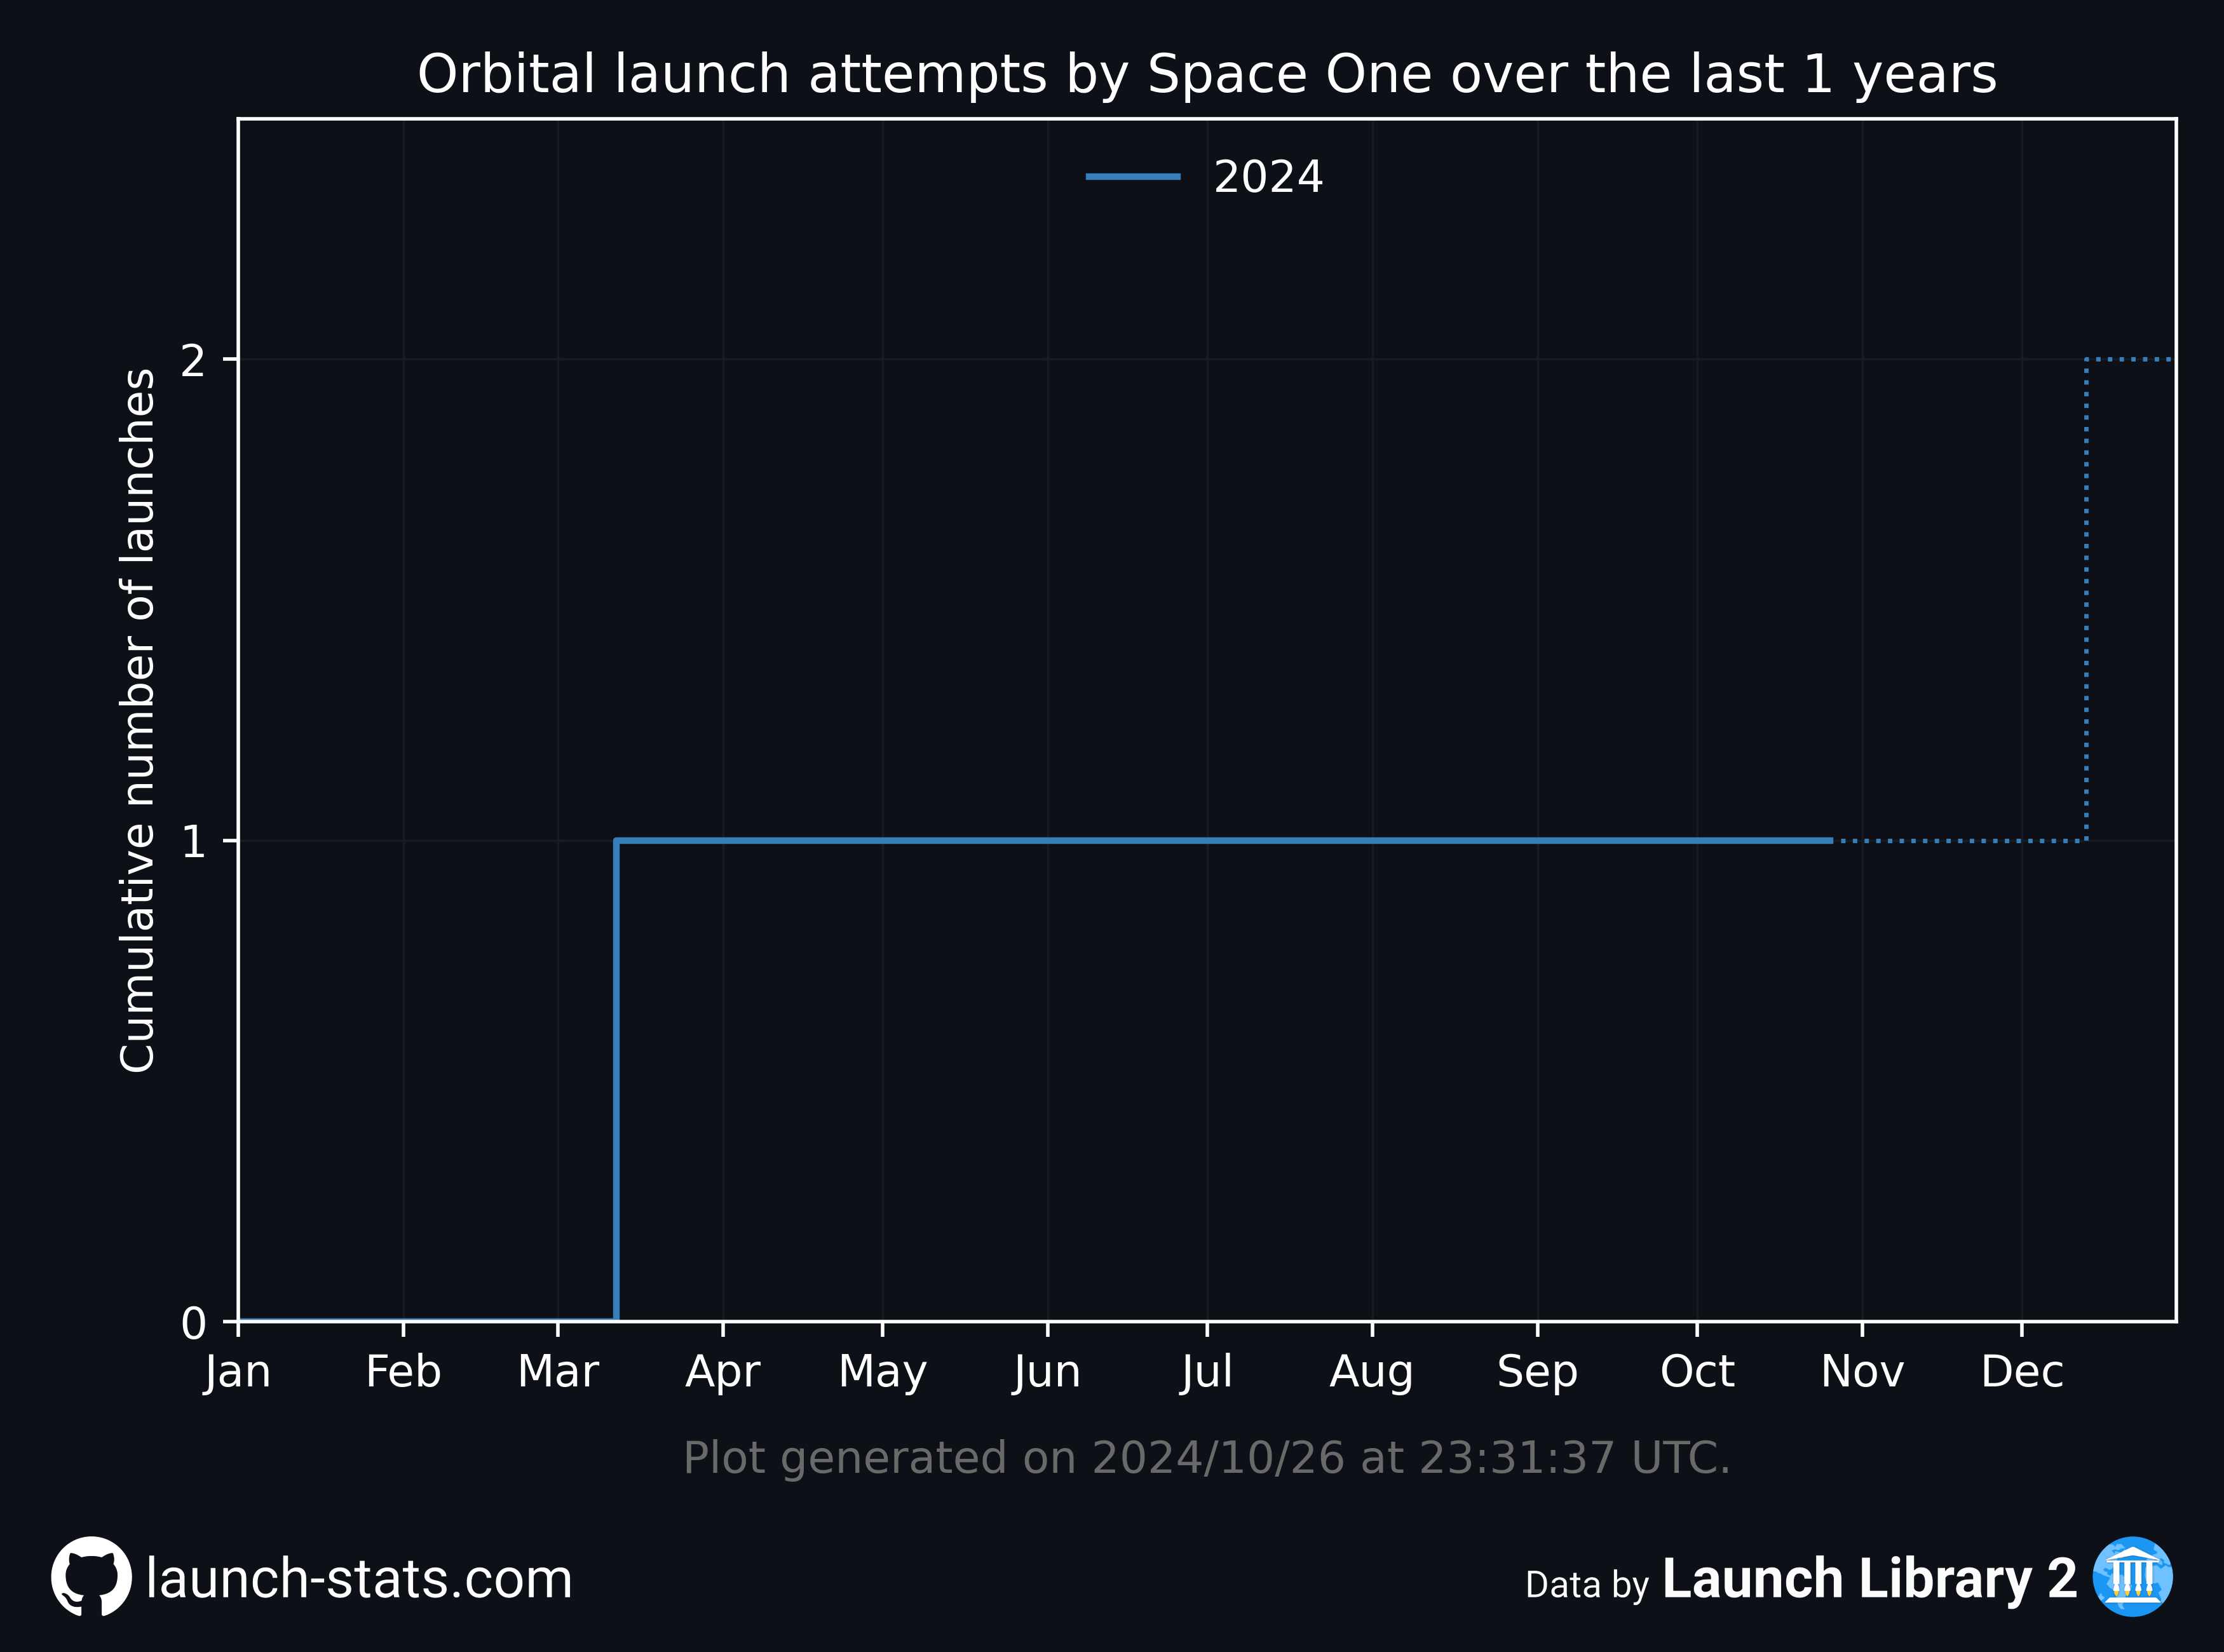 Orbital launch attempts by Space One over the last 1 years
2024
Cumulative number of launches
2
1
0
Jan Feb Mar Apr May Jun Jul Aug Sep Oct Nov Dec
Plot generated on 2024/10/26 at 23:31:37 UTC.
launch-stats.com
Data by Launch Library 2